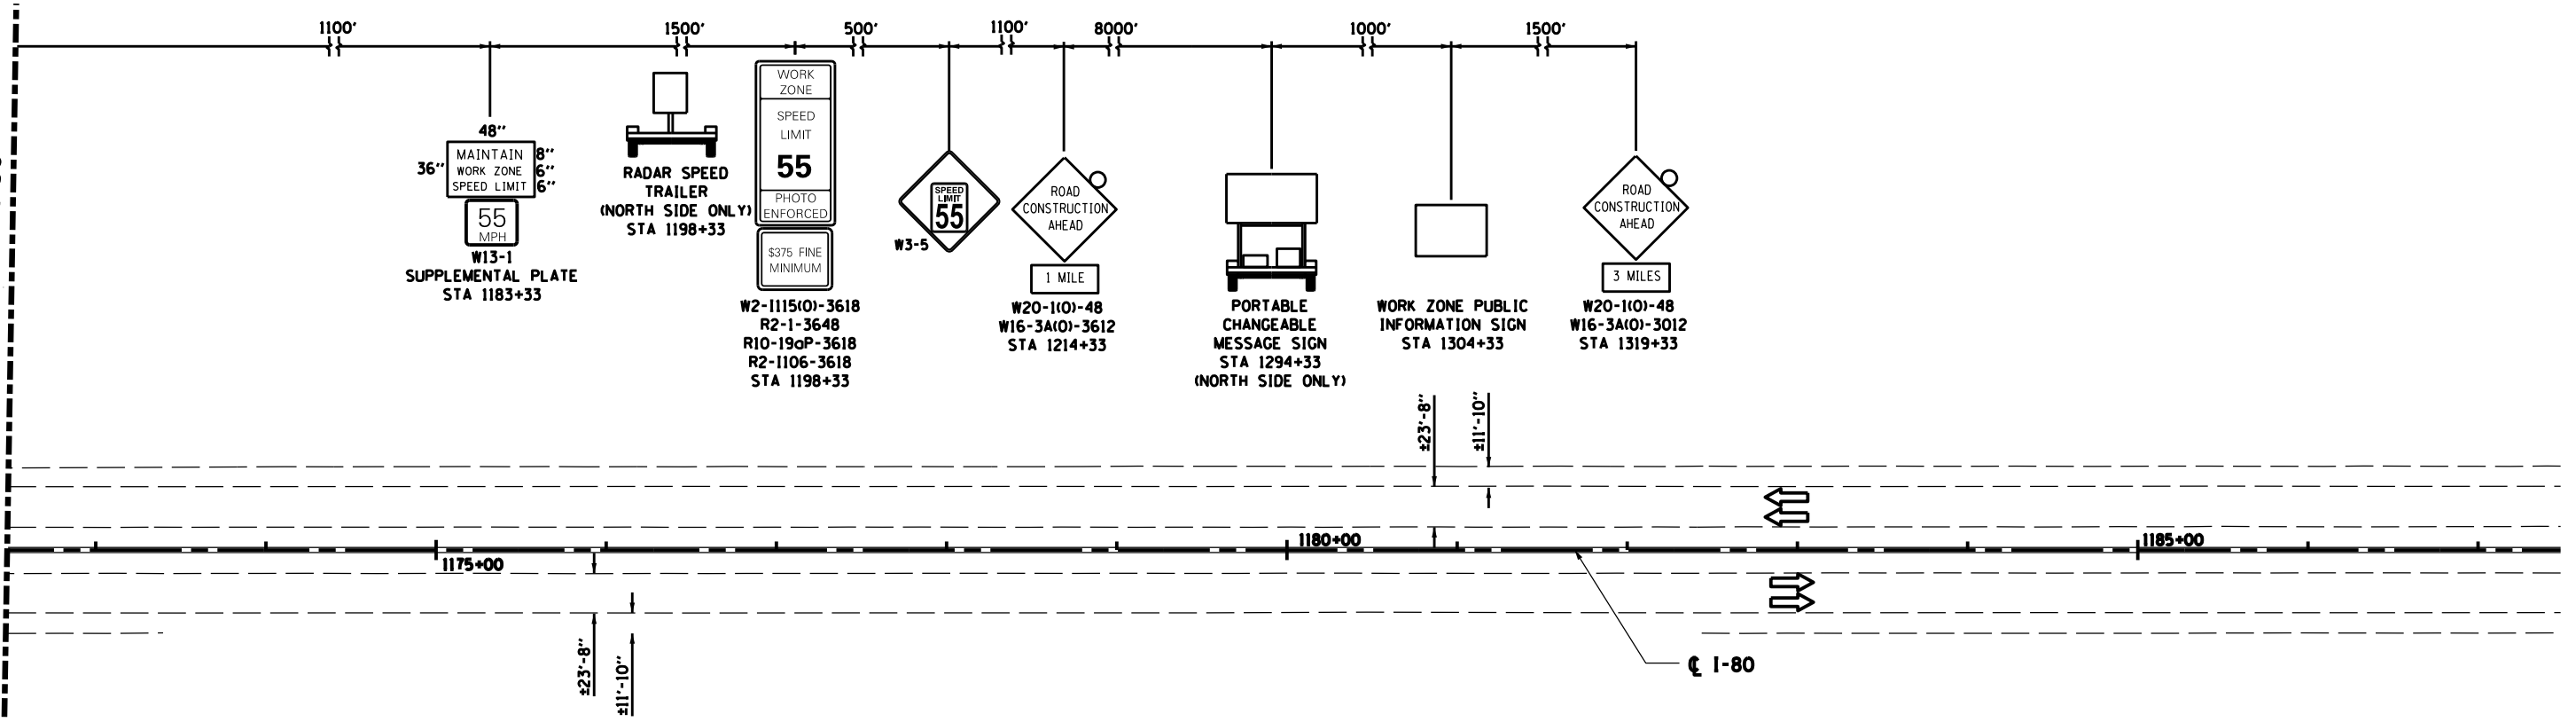 1100'
1500'
500'
1100'
8000'
1000'
1500'
48"
36"
MAINTAIN 8"
WORK ZONE 6"
SPEED LIMIT 6"
55
MPH
W13-1
SUPPLEMENTAL PLATE
STA 1183+33
RADAR SPEED
TRAILER
(NORTH SIDE ONLY)
STA 1198+33
WORK
ZONE
SPEED
LIMIT
55
PHOTO
ENFORCED
$375 FINE
MINIMUM
W2-I115(O)-3618
R2-1-3648
R10-19aP-3618
R2-I106-3618
STA 1198+33
SPEED
LIMIT
55
W3-5
ROAD
CONSTRUCTION
AHEAD
1 MILE
W20-1(O)-48
W16-3A(O)-3612
STA 1214+33
PORTABLE
CHANGEABLE
MESSAGE SIGN
STA 1294+33
(NORTH SIDE ONLY)
WORK ZONE PUBLIC
INFORMATION SIGN
STA 1304+33
ROAD
CONSTRUCTION
AHEAD
3 MILES
W20-1(O)-48
W16-3A(O)-3012
STA 1319+33
±23'-8"
±11'-10"
1175+00
1180+00
1185+00
±23'-8"
±11'-10"
℄ I-80